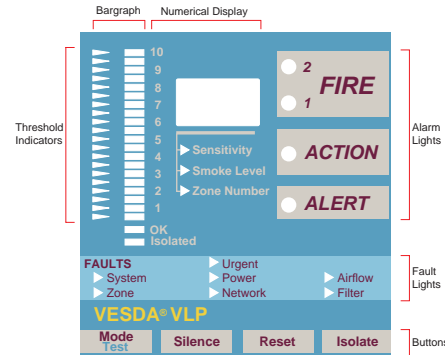 Bargraph Numerical Display
10
9
8
7
6
5
4
3
2
1
OK
Isolated
Threshold
Indicators
Sensitivity
Smoke Level
Zone Number
2
FIRE
1
ACTION
ALERT
Alarm
Lights
FAULTS
System
Zone
Urgent
Power
Network
Airflow
Filter
Fault
Lights
VESDA® VLP
Mode
Test
Silence
Reset
Isolate
Buttons